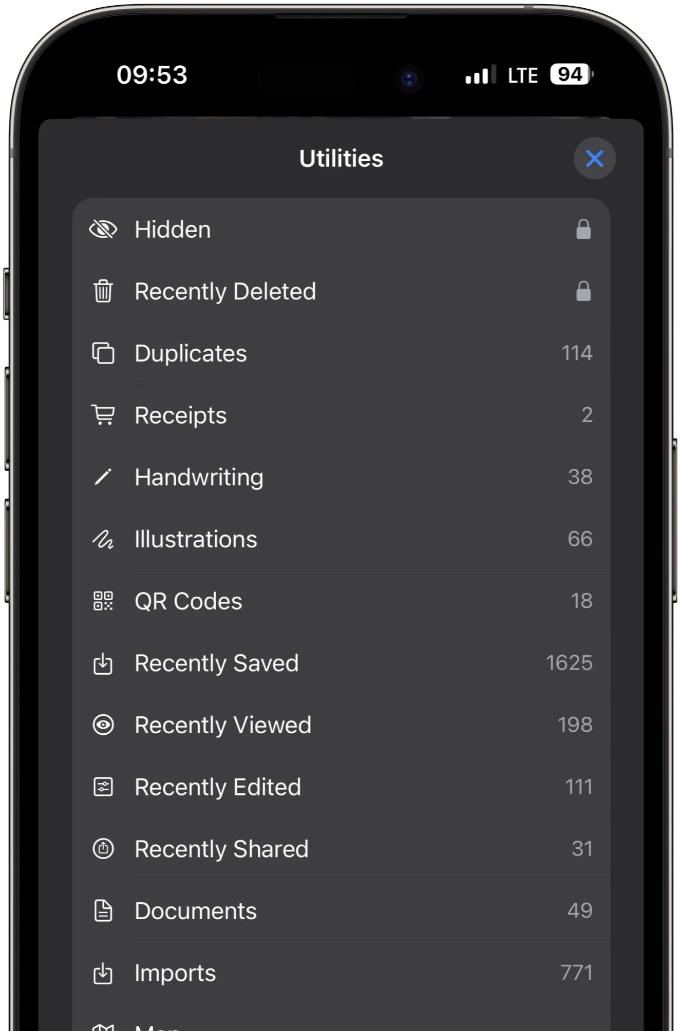 09:53 LTE 94
Utilities
Hidden
Recently Deleted
Duplicates 114
Receipts 2
Handwriting 38
Illustrations 66
QR Codes 18
Recently Saved 1625
Recently Viewed 198
Recently Edited 111
Recently Shared 31
Documents 49
Imports 771